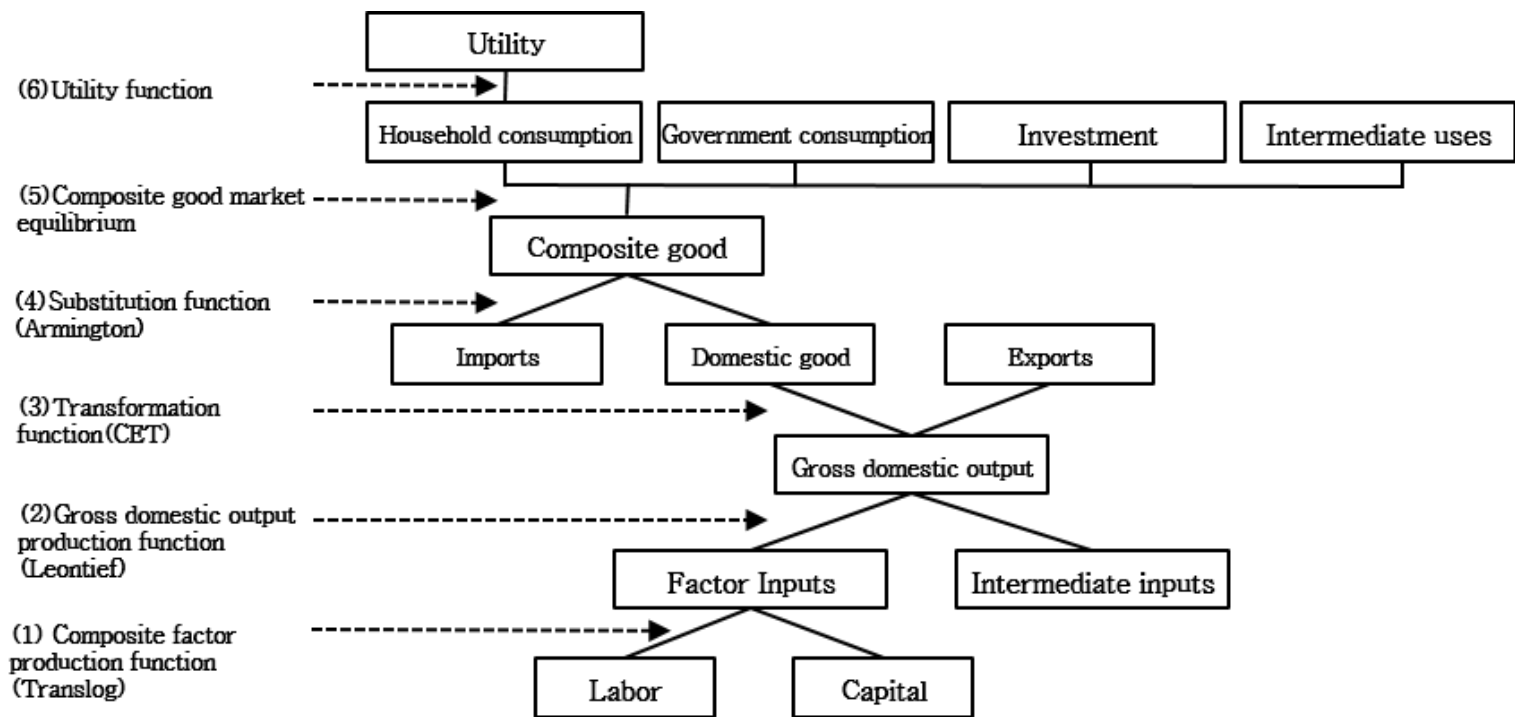 Utility
(6)Utility function
Household consumption
Government consumption
Investment
Intermediate uses
(5)Composite good market
equilibrium
Composite good
(4)Substitution function
(Armington)
Imports
Domestic good
Exports
(3)Transformation
function(CET)
Gross domestic output
(2)Gross domestic output
production function
(Leontief)
Factor Inputs
Intermediate inputs
(1) Composite factor
production function
(Translog)
Labor
Capital